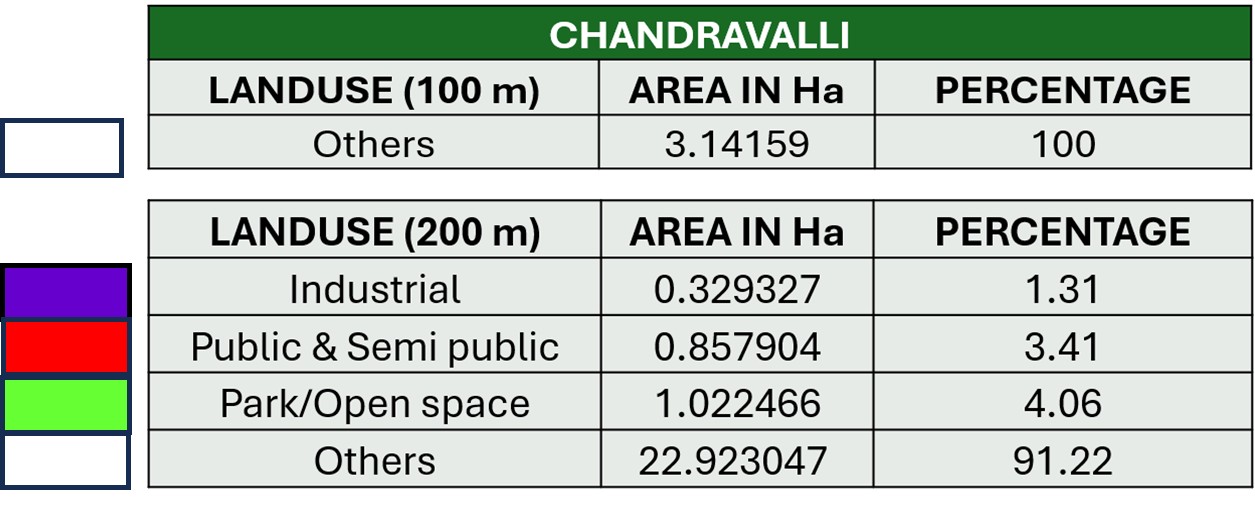 CHANDRAVALLI
LANDUSE (100 m) AREA IN Ha PERCENTAGE
Others 3.14159 100
LANDUSE (200 m) AREA IN Ha PERCENTAGE
Industrial 0.329327 1.31
Public & Semi public 0.857904 3.41
Park/Open space 1.022466 4.06
Others 22.923047 91.22